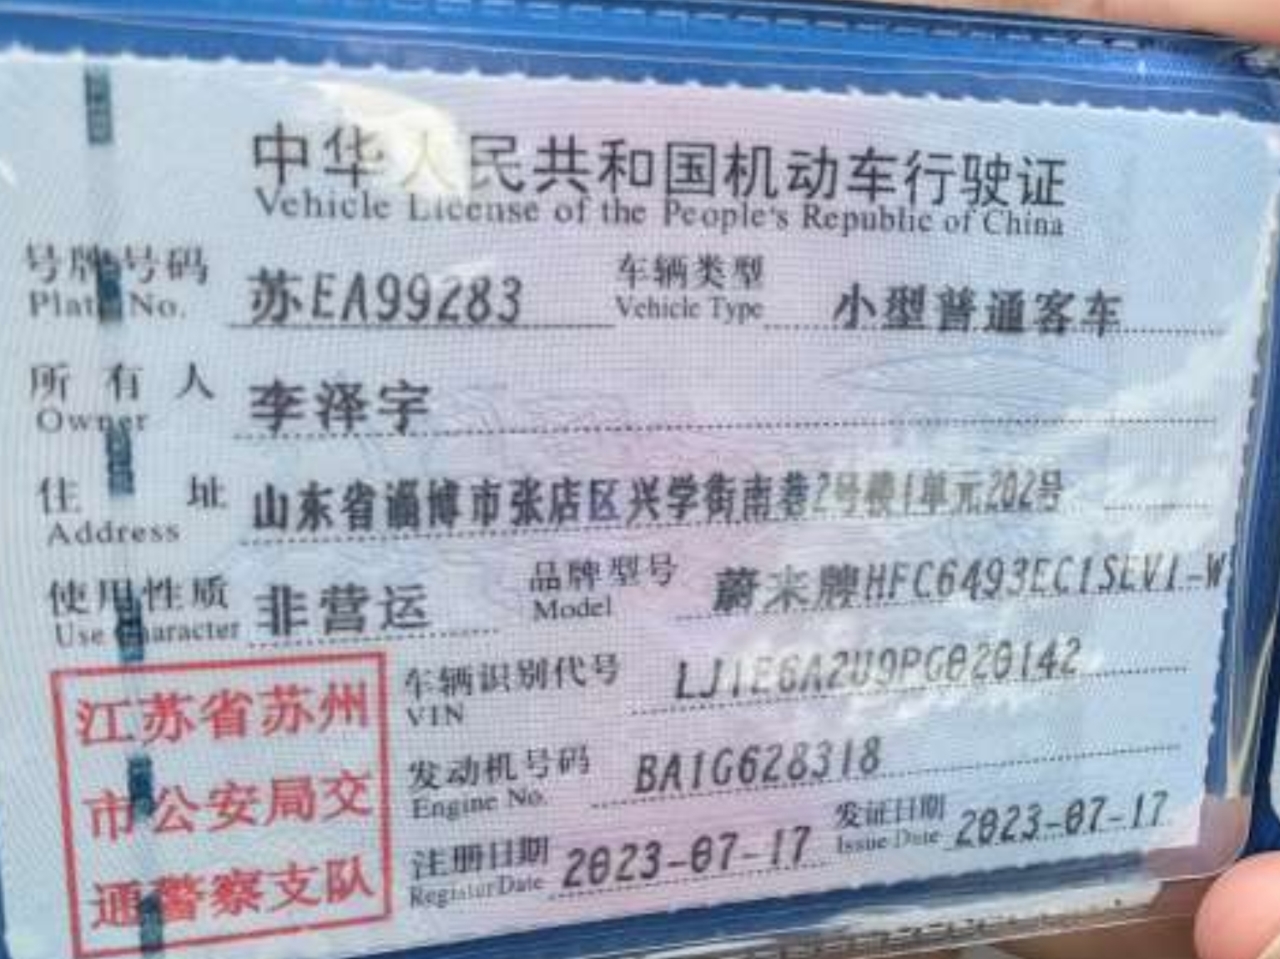 中华人民共和国机动车行驶证
Vehicle License of the People's Republic of China
号牌号码 苏EA99283 车辆类型 小型普通客车
Plate No. Vehicle Type
所有人 李泽宇
Owner
住址 山东省淄博市张店区兴学街南巷2号楼1单元202号
Address
使用性质 非营运 品牌型号 蔚来牌HFC6493EC1SEV1-W
Use Character Model
车辆识别代号 LJ1E6A2U9PG020142
VIN
发动机号码 BA1G628318
Engine No.
注册日期 2023-07-17 发证日期 2023-07-17
Register Date Issue Date
江苏省苏州
市公安局交
通警察支队